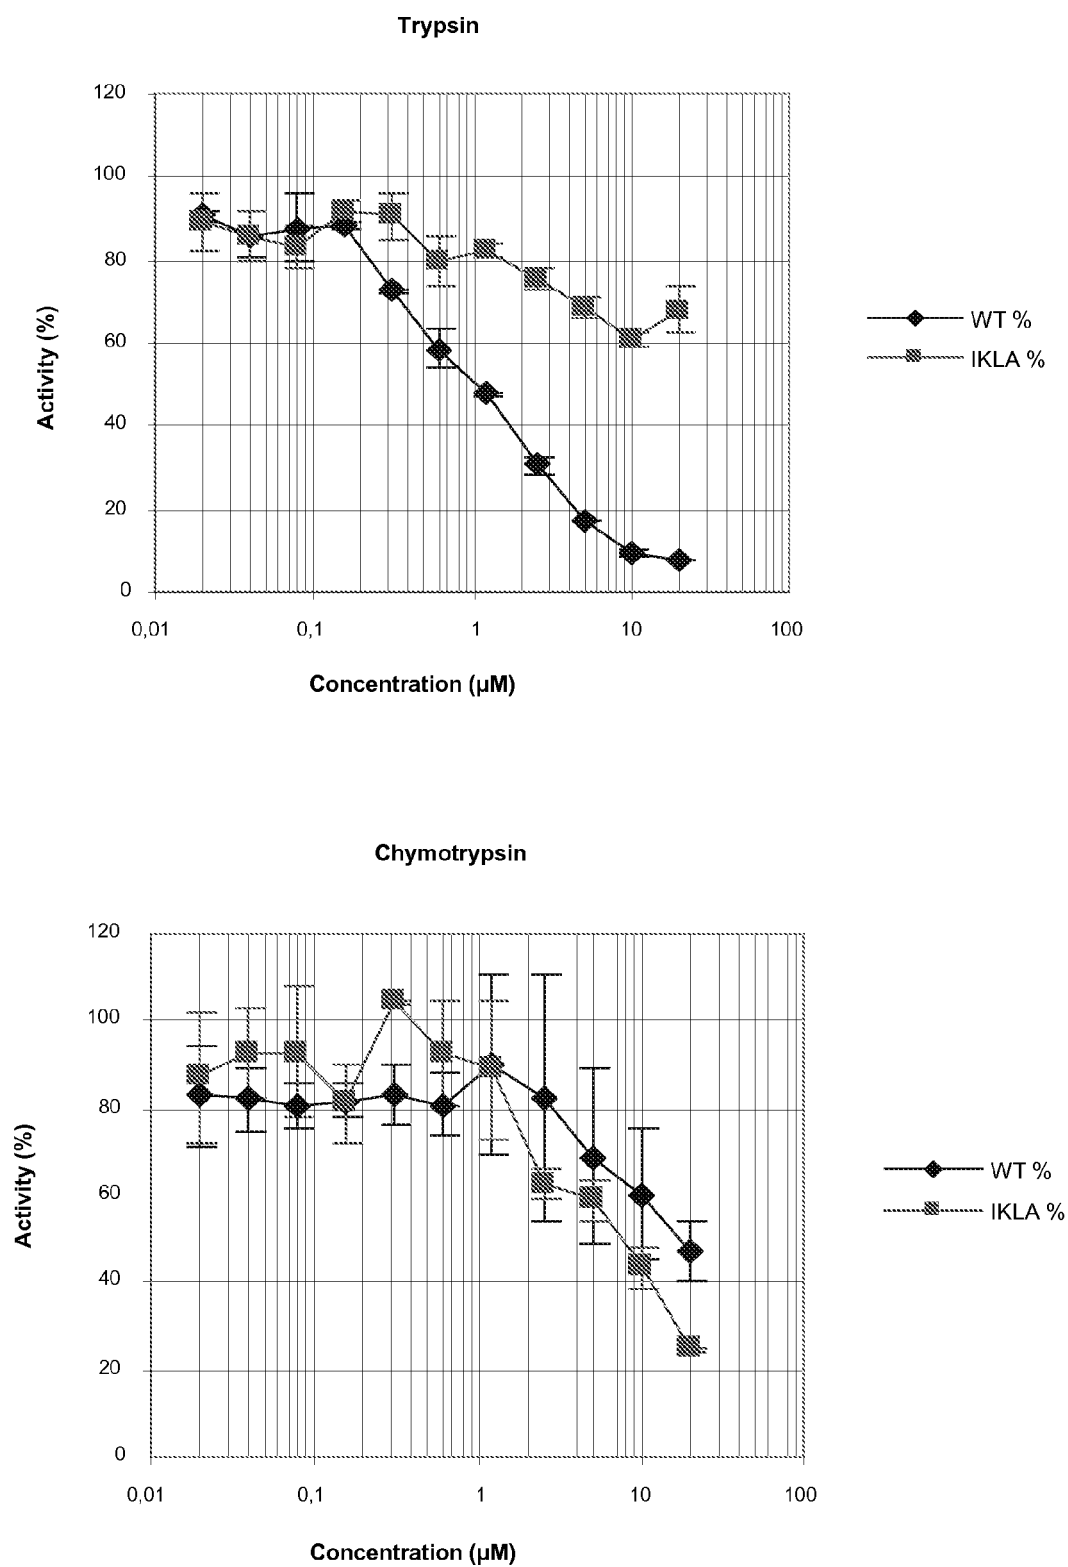 Trypsin
120
100
80
60
40
20
0
Activity (%)
0,01 0,1 1 10 100
Concentration (µM)
WT %
IKLA %
Chymotrypsin
120
100
80
60
40
20
0
Activity (%)
0,01 0,1 1 10 100
Concentration (µM)
WT %
IKLA %